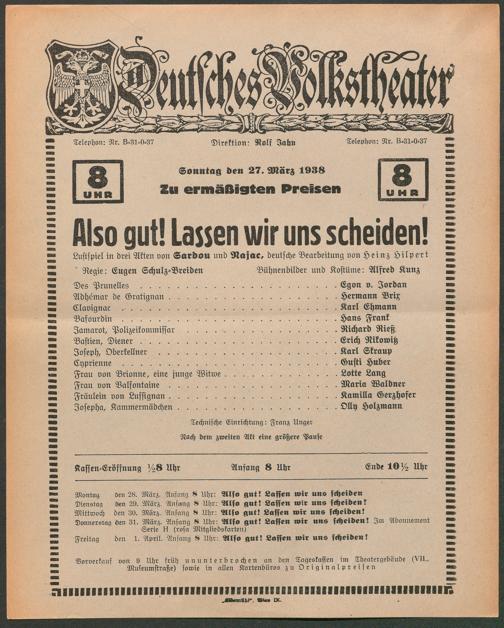 Deutsches Volkstheater
Telephon: Nr. B-31-0-37 Direktion: Rolf Jahn Telephon: Nr. B-31-0-37
8 UHR
Sonntag den 27. März 1938
8 UHR
Zu ermäßigten Preisen
Also gut! Lassen wir uns scheiden!
Lustspiel in drei Akten von Sardou und Najac, deutsche Bearbeitung von Heinz Hilpert
Regie: Eugen Schulz-Breiden Bühnenbilder und Kostüme: Alfred Kunz
Des Prunelles . . . . . Egon v. Jordan
Adhémar de Gratignan . . . . . Hermann Brix
Clavignac . . . . . Karl Ehmann
Bafourdin . . . . . Hans Frank
Jamarot, Polizeikommissar . . . . . Richard Rieß
Bastien, Diener . . . . . Erich Nikowitz
Joseph, Oberkellner . . . . . Karl Skraup
Cyprienne . . . . . Gusti Huber
Frau von Brionne, eine junge Witwe . . . . . Lotte Lang
Frau von Valfontaine . . . . . Maria Waldner
Fräulein von Lussignan . . . . . Kamilla Gerzhofer
Josepha, Kammermädchen . . . . . Olly Holzmann
Technische Einrichtung: Franz Unger
Nach dem zweiten Akt eine größere Pause
Kassen-Eröffnung ½8 Uhr Anfang 8 Uhr Ende 10½ Uhr
Montag den 28. März. Anfang 8 Uhr: Also gut! Lassen wir uns scheiden
Dienstag den 29. März. Anfang 8 Uhr: Also gut! Lassen wir uns scheiden!
Mittwoch den 30. März. Anfang 8 Uhr: Also gut! Lassen wir uns scheiden
Donnerstag den 31. März. Anfang 8 Uhr: Also gut! Lassen wir uns scheiden! Im Abonnement
Serie H (rosa Mitgliedskarten)
Freitag den 1. April. Anfang 8 Uhr: Also gut! Lassen wir uns scheiden!
Vorverkauf von 9 Uhr früh ununterbrochen an den Tageskassen im Theatergebäude (VII.,
Museumstraße) sowie in allen Kartenbüros zu Originalpreisen
Wien IX.